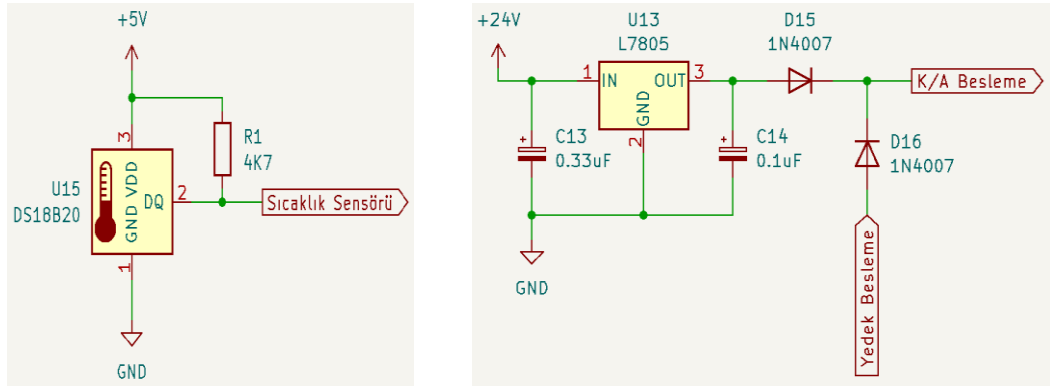 +5V
3
R1
4K7
U15
DS18B20
VDD
GND
DQ
2
Sıcaklık Sensörü
1
GND
+24V
U13
L7805
D15
1N4007
1
IN
OUT
3
GND
2
K/A Besleme
C13
0.33uF
C14
0.1uF
D16
1N4007
GND
Yedek Besleme